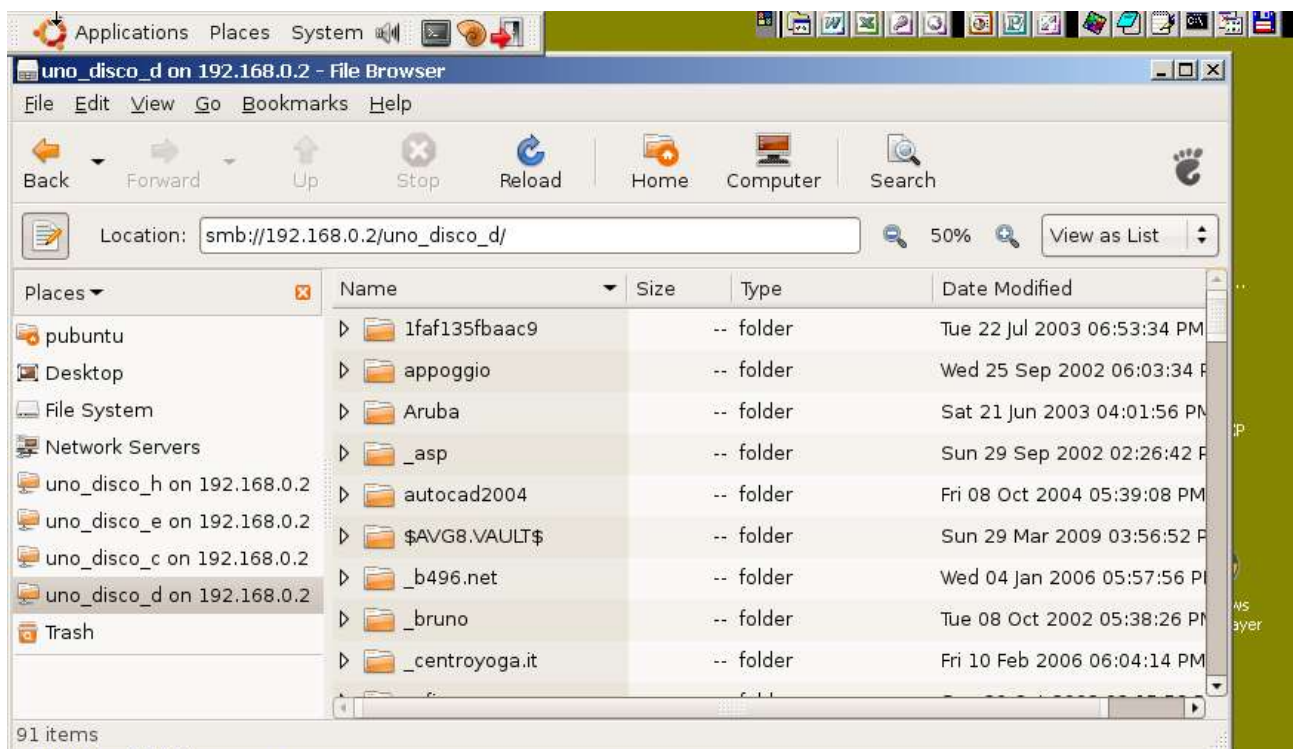 Applications Places System
uno_disco_d on 192.168.0.2 - File Browser
File Edit View Go Bookmarks Help
Back Forward Up Stop Reload Home Computer Search
Location: smb://192.168.0.2/uno_disco_d/ 50% View as List
Places Name Size Type Date Modified
pubuntu
Desktop
File System
Network Servers
uno_disco_h on 192.168.0.2
uno_disco_e on 192.168.0.2
uno_disco_c on 192.168.0.2
uno_disco_d on 192.168.0.2
Trash
1faf135fbaac9 -- folder Tue 22 Jul 2003 06:53:34 PM
appoggio -- folder Wed 25 Sep 2002 06:03:34
Aruba -- folder Sat 21 Jun 2003 04:01:56 PM
_asp -- folder Sun 29 Sep 2002 02:26:42
autocad2004 -- folder Fri 08 Oct 2004 05:39:08 PM
$AVG8.VAULT$ -- folder Sun 29 Mar 2009 03:56:52
_b496.net -- folder Wed 04 Jan 2006 05:57:56
_bruno -- folder Tue 08 Oct 2002 05:38:26 PM
_centroyoga.it -- folder Fri 10 Feb 2006 06:04:14 PM
91 items